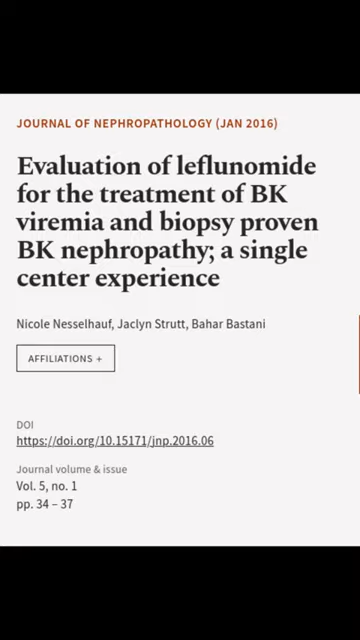 JOURNAL OF NEPHROPATHOLOGY (JAN 2016)
Evaluation of leflunomide
for the treatment of BK
viremia and biopsy proven
BK nephropathy; a single
center experience
Nicole Nesselhauf, Jaclyn Strutt, Bahar Bastani
AFFILIATIONS +
DOI
https://doi.org/10.15171/jnp.2016.06
Journal volume & issue
Vol. 5, no. 1
pp. 34 – 37